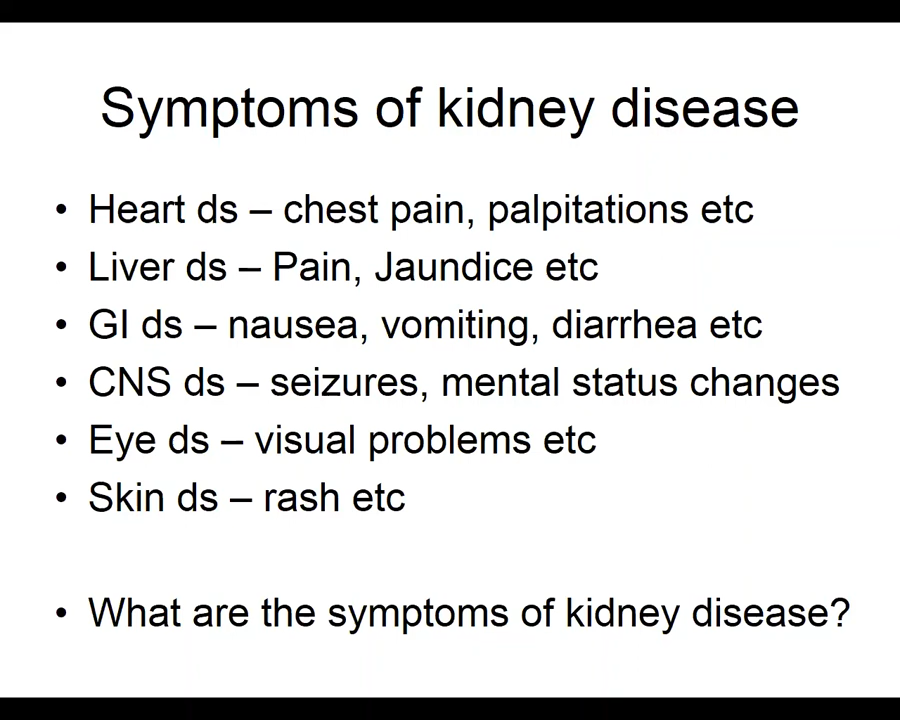 Symptoms of kidney disease
• Heart ds – chest pain, palpitations etc
• Liver ds – Pain, Jaundice etc
• GI ds – nausea, vomiting, diarrhea etc
• CNS ds – seizures, mental status changes
• Eye ds – visual problems etc
• Skin ds – rash etc
• What are the symptoms of kidney disease?